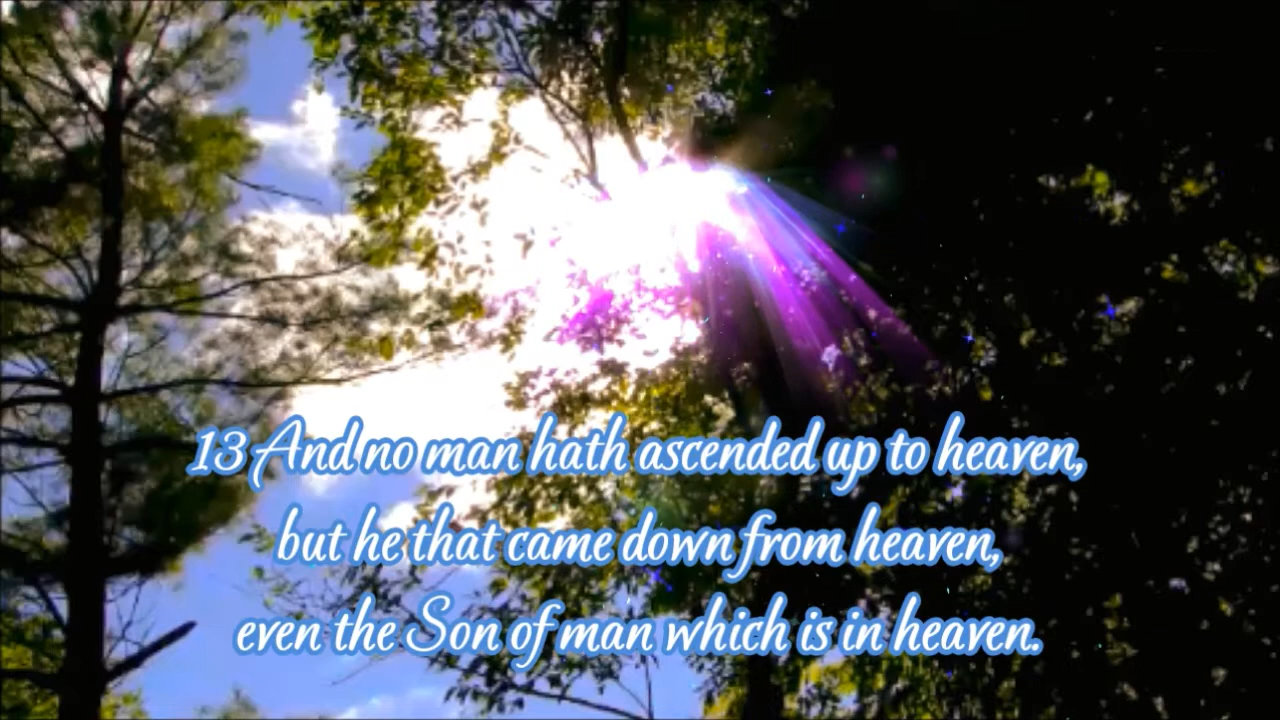 13 And no man hath ascended up to heaven,
but he that came down from heaven,
even the Son of man which is in heaven.